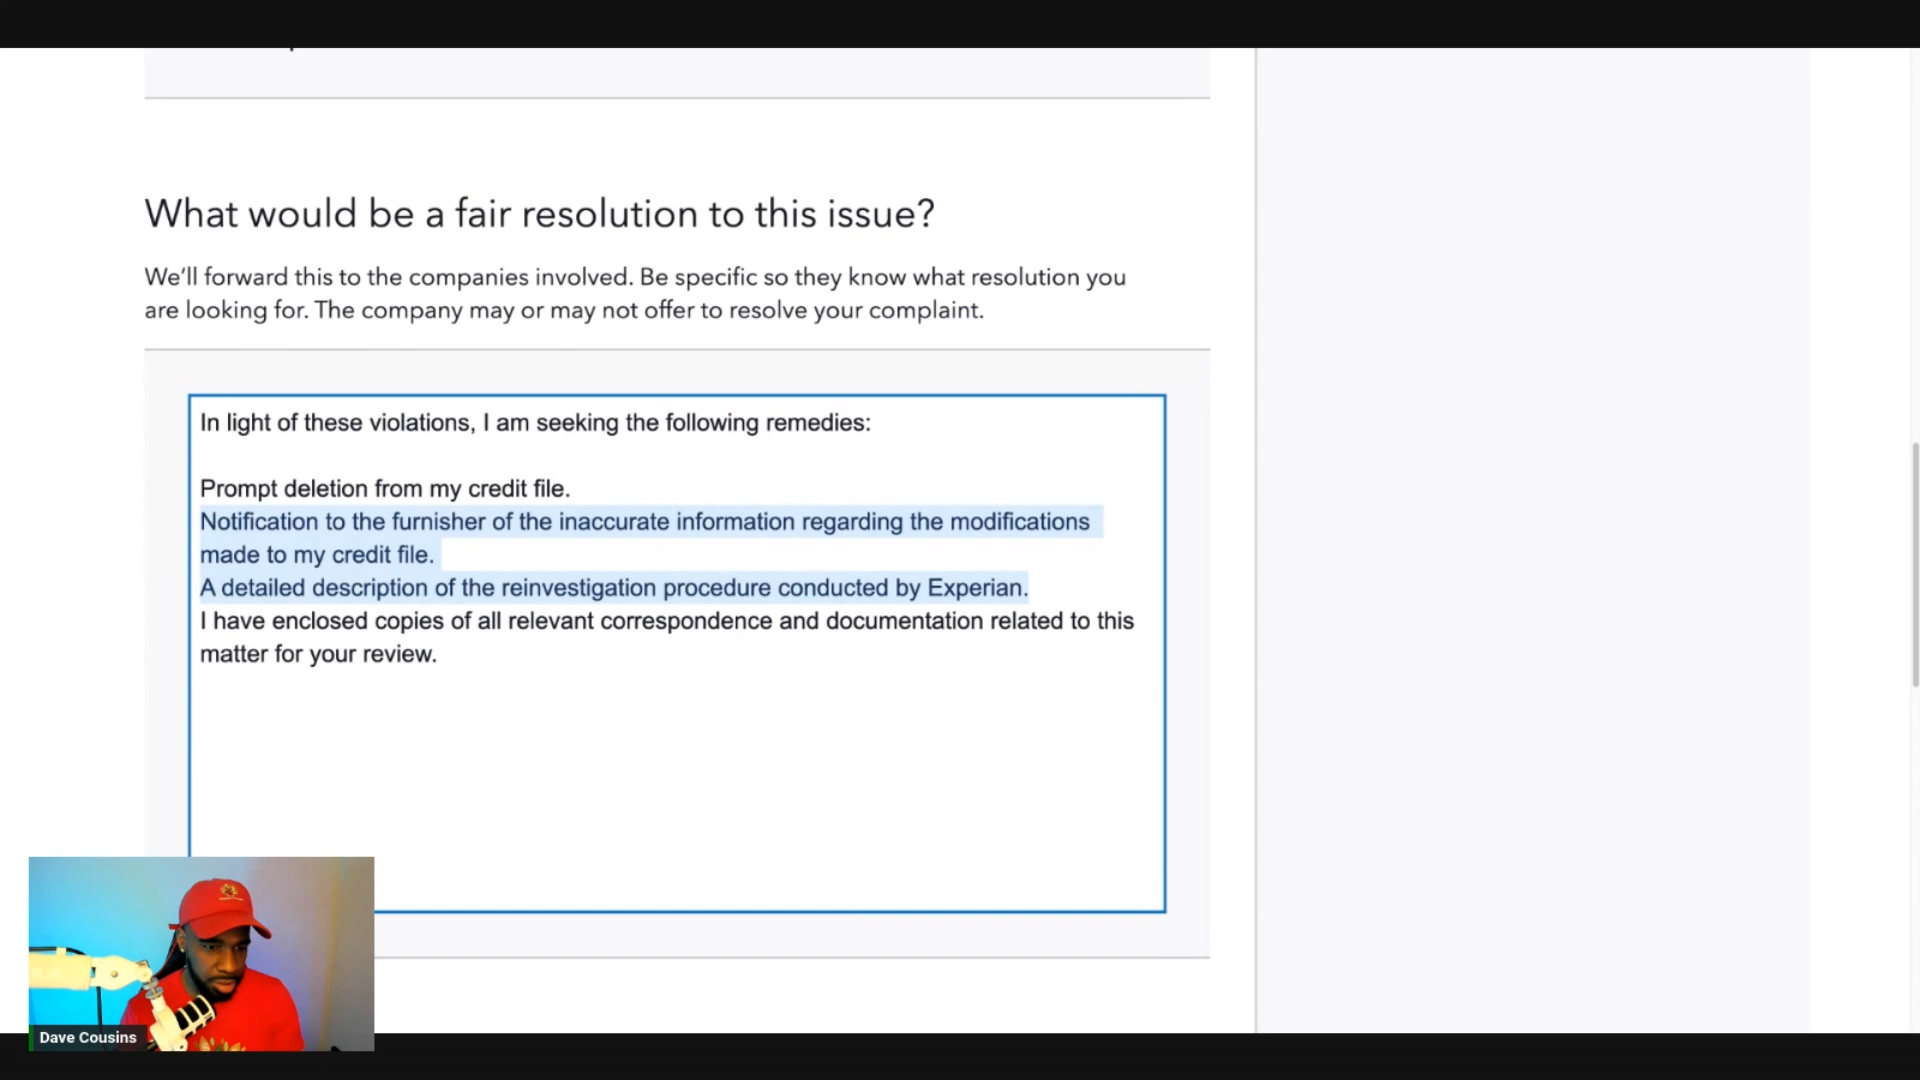 What would be a fair resolution to this issue?
We'll forward this to the companies involved. Be specific so they know what resolution you
are looking for. The company may or may not offer to resolve your complaint.
In light of these violations, I am seeking the following remedies:
Prompt deletion from my credit file.
Notification to the furnisher of the inaccurate information regarding the modifications
made to my credit file.
A detailed description of the reinvestigation procedure conducted by Experian.
I have enclosed copies of all relevant correspondence and documentation related to this
matter for your review.
Dave Cousins